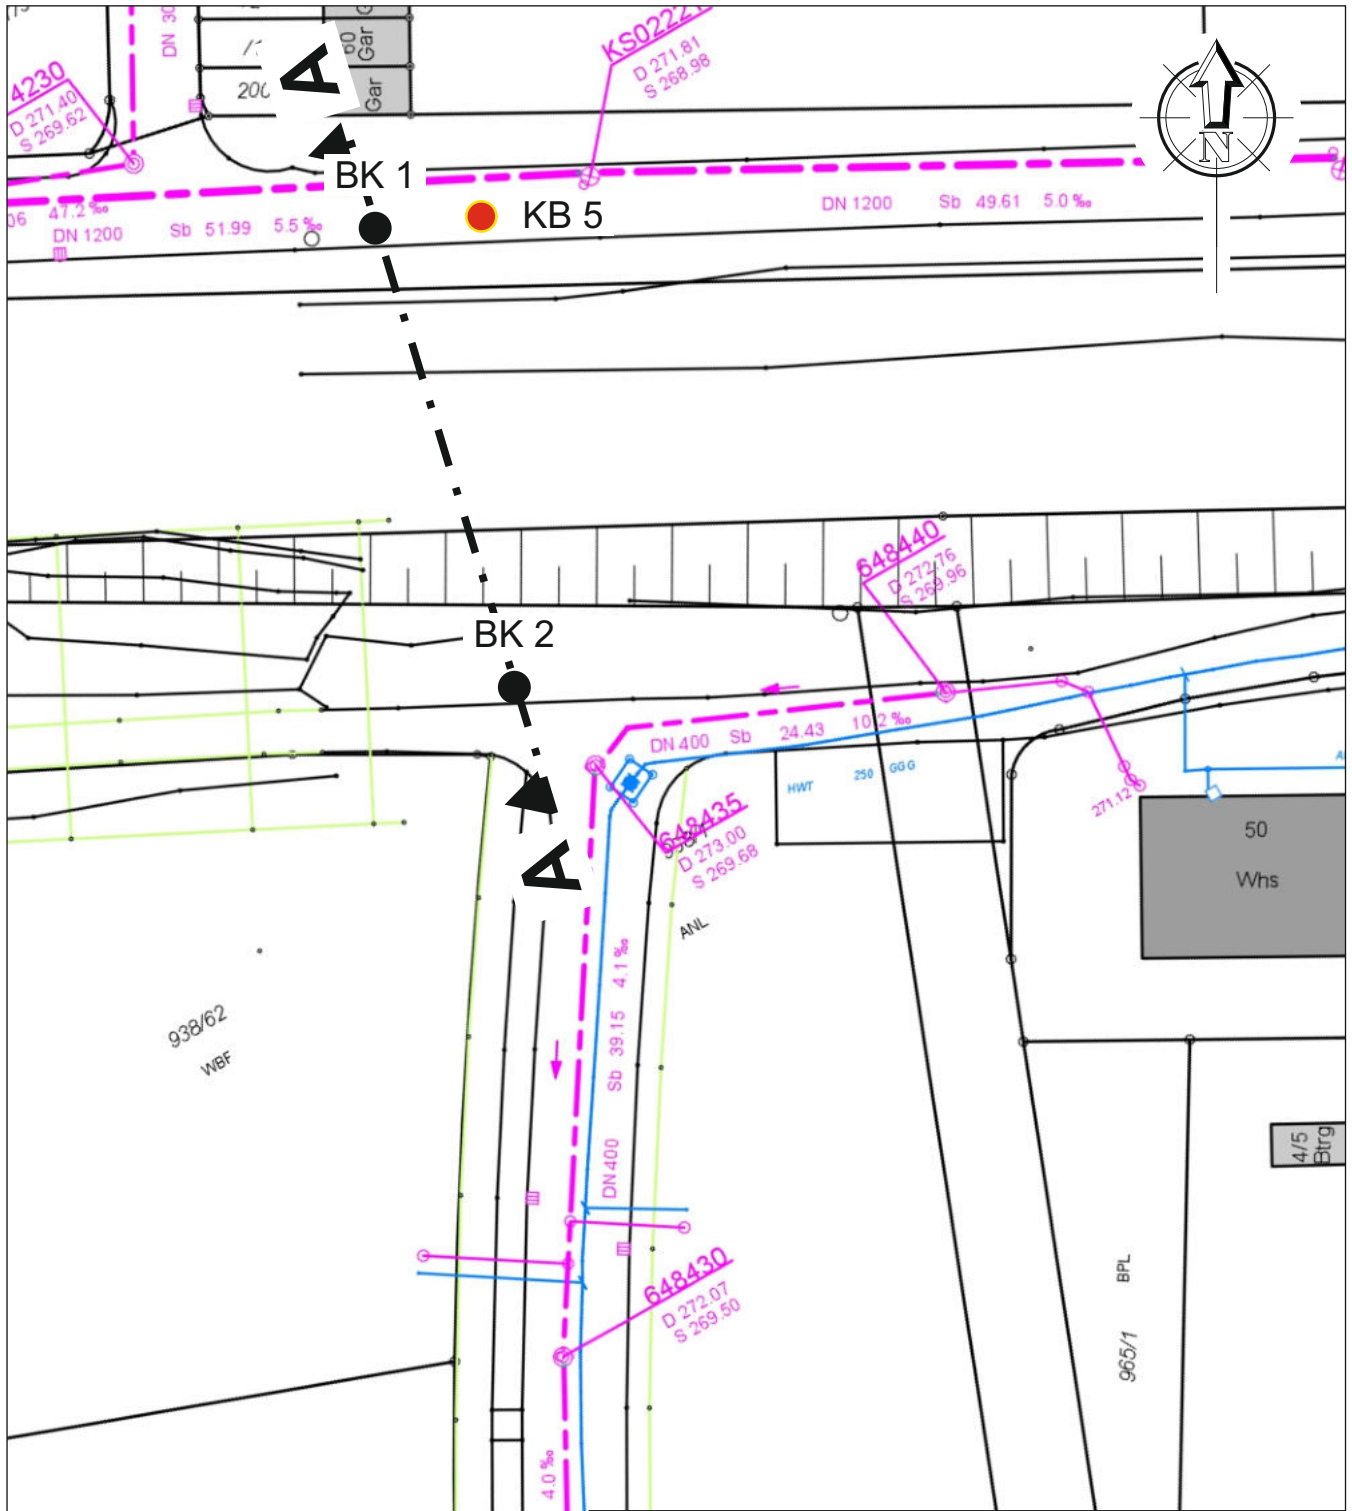 DN 30
60
Gar
Gar
A
KS0222
D 271.81
S 268.98
4230
D 271.40
S 269.62
N
BK 1
KB 5
06 47.2 ‰
DN 1200 Sb 51.99 5.5 ‰
DN 1200 Sb 49.61 5.0 ‰
648440
D 272.76
S 269.96
BK 2
DN 400 Sb 24.43 10.2 ‰
HWT 250 GGG
271.12
648435
D 273.00
S 269.68
50
Whs
A
ANL
938/62
WBF
DN 400 Sb 39.15 4.1 ‰
4/5
Btrg
648430
D 272.07
S 269.50
965/1 BPL
4.0 ‰